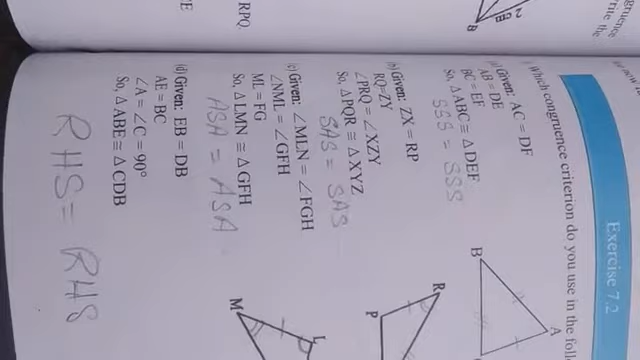 Exercise 7.2
Which congruence criterion do you use in the
(a) Given: AC = DF
AB = DE
BC = EF
So, Δ ABC ≅ Δ DEF
SSS = SSS
(b) Given: ZX = RP
RQ=ZY
∠PRQ = ∠XZY
So, Δ PQR ≅ Δ XYZ
SAS = SAS
(c) Given: ∠MLN = ∠FGH
∠NML = ∠GFH
ML = FG
So, Δ LMN ≅ Δ GFH
ASA = ASA
(d) Given: EB = DB
AE = BC
∠A = ∠C = 90°
So, Δ ABE ≅ Δ CDB
RHS = RHS
A
B
R
P
M
L
RPQ.
B